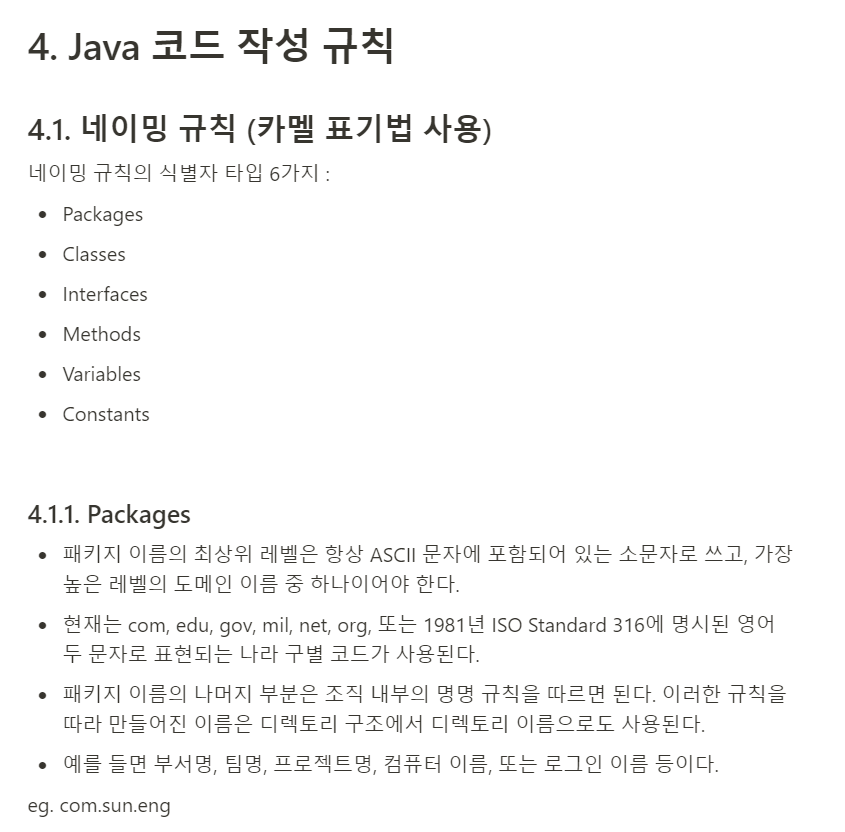 4. Java 코드 작성 규칙
4.1. 네이밍 규칙 (카멜 표기법 사용)
네이밍 규칙의 식별자 타입 6가지 :
• Packages
• Classes
• Interfaces
• Methods
• Variables
• Constants
4.1.1. Packages
• 패키지 이름의 최상위 레벨은 항상 ASCII 문자에 포함되어 있는 소문자로 쓰고, 가장
높은 레벨의 도메인 이름 중 하나이어야 한다.
• 현재는 com, edu, gov, mil, net, org, 또는 1981년 ISO Standard 316에 명시된 영어
두 문자로 표현되는 나라 구별 코드가 사용된다.
• 패키지 이름의 나머지 부분은 조직 내부의 명명 규칙을 따르면 된다. 이러한 규칙을
따라 만들어진 이름은 디렉토리 구조에서 디렉토리 이름으로도 사용된다.
• 예를 들면 부서명, 팀명, 프로젝트명, 컴퓨터 이름, 또는 로그인 이름 등이다.
eg. com.sun.eng